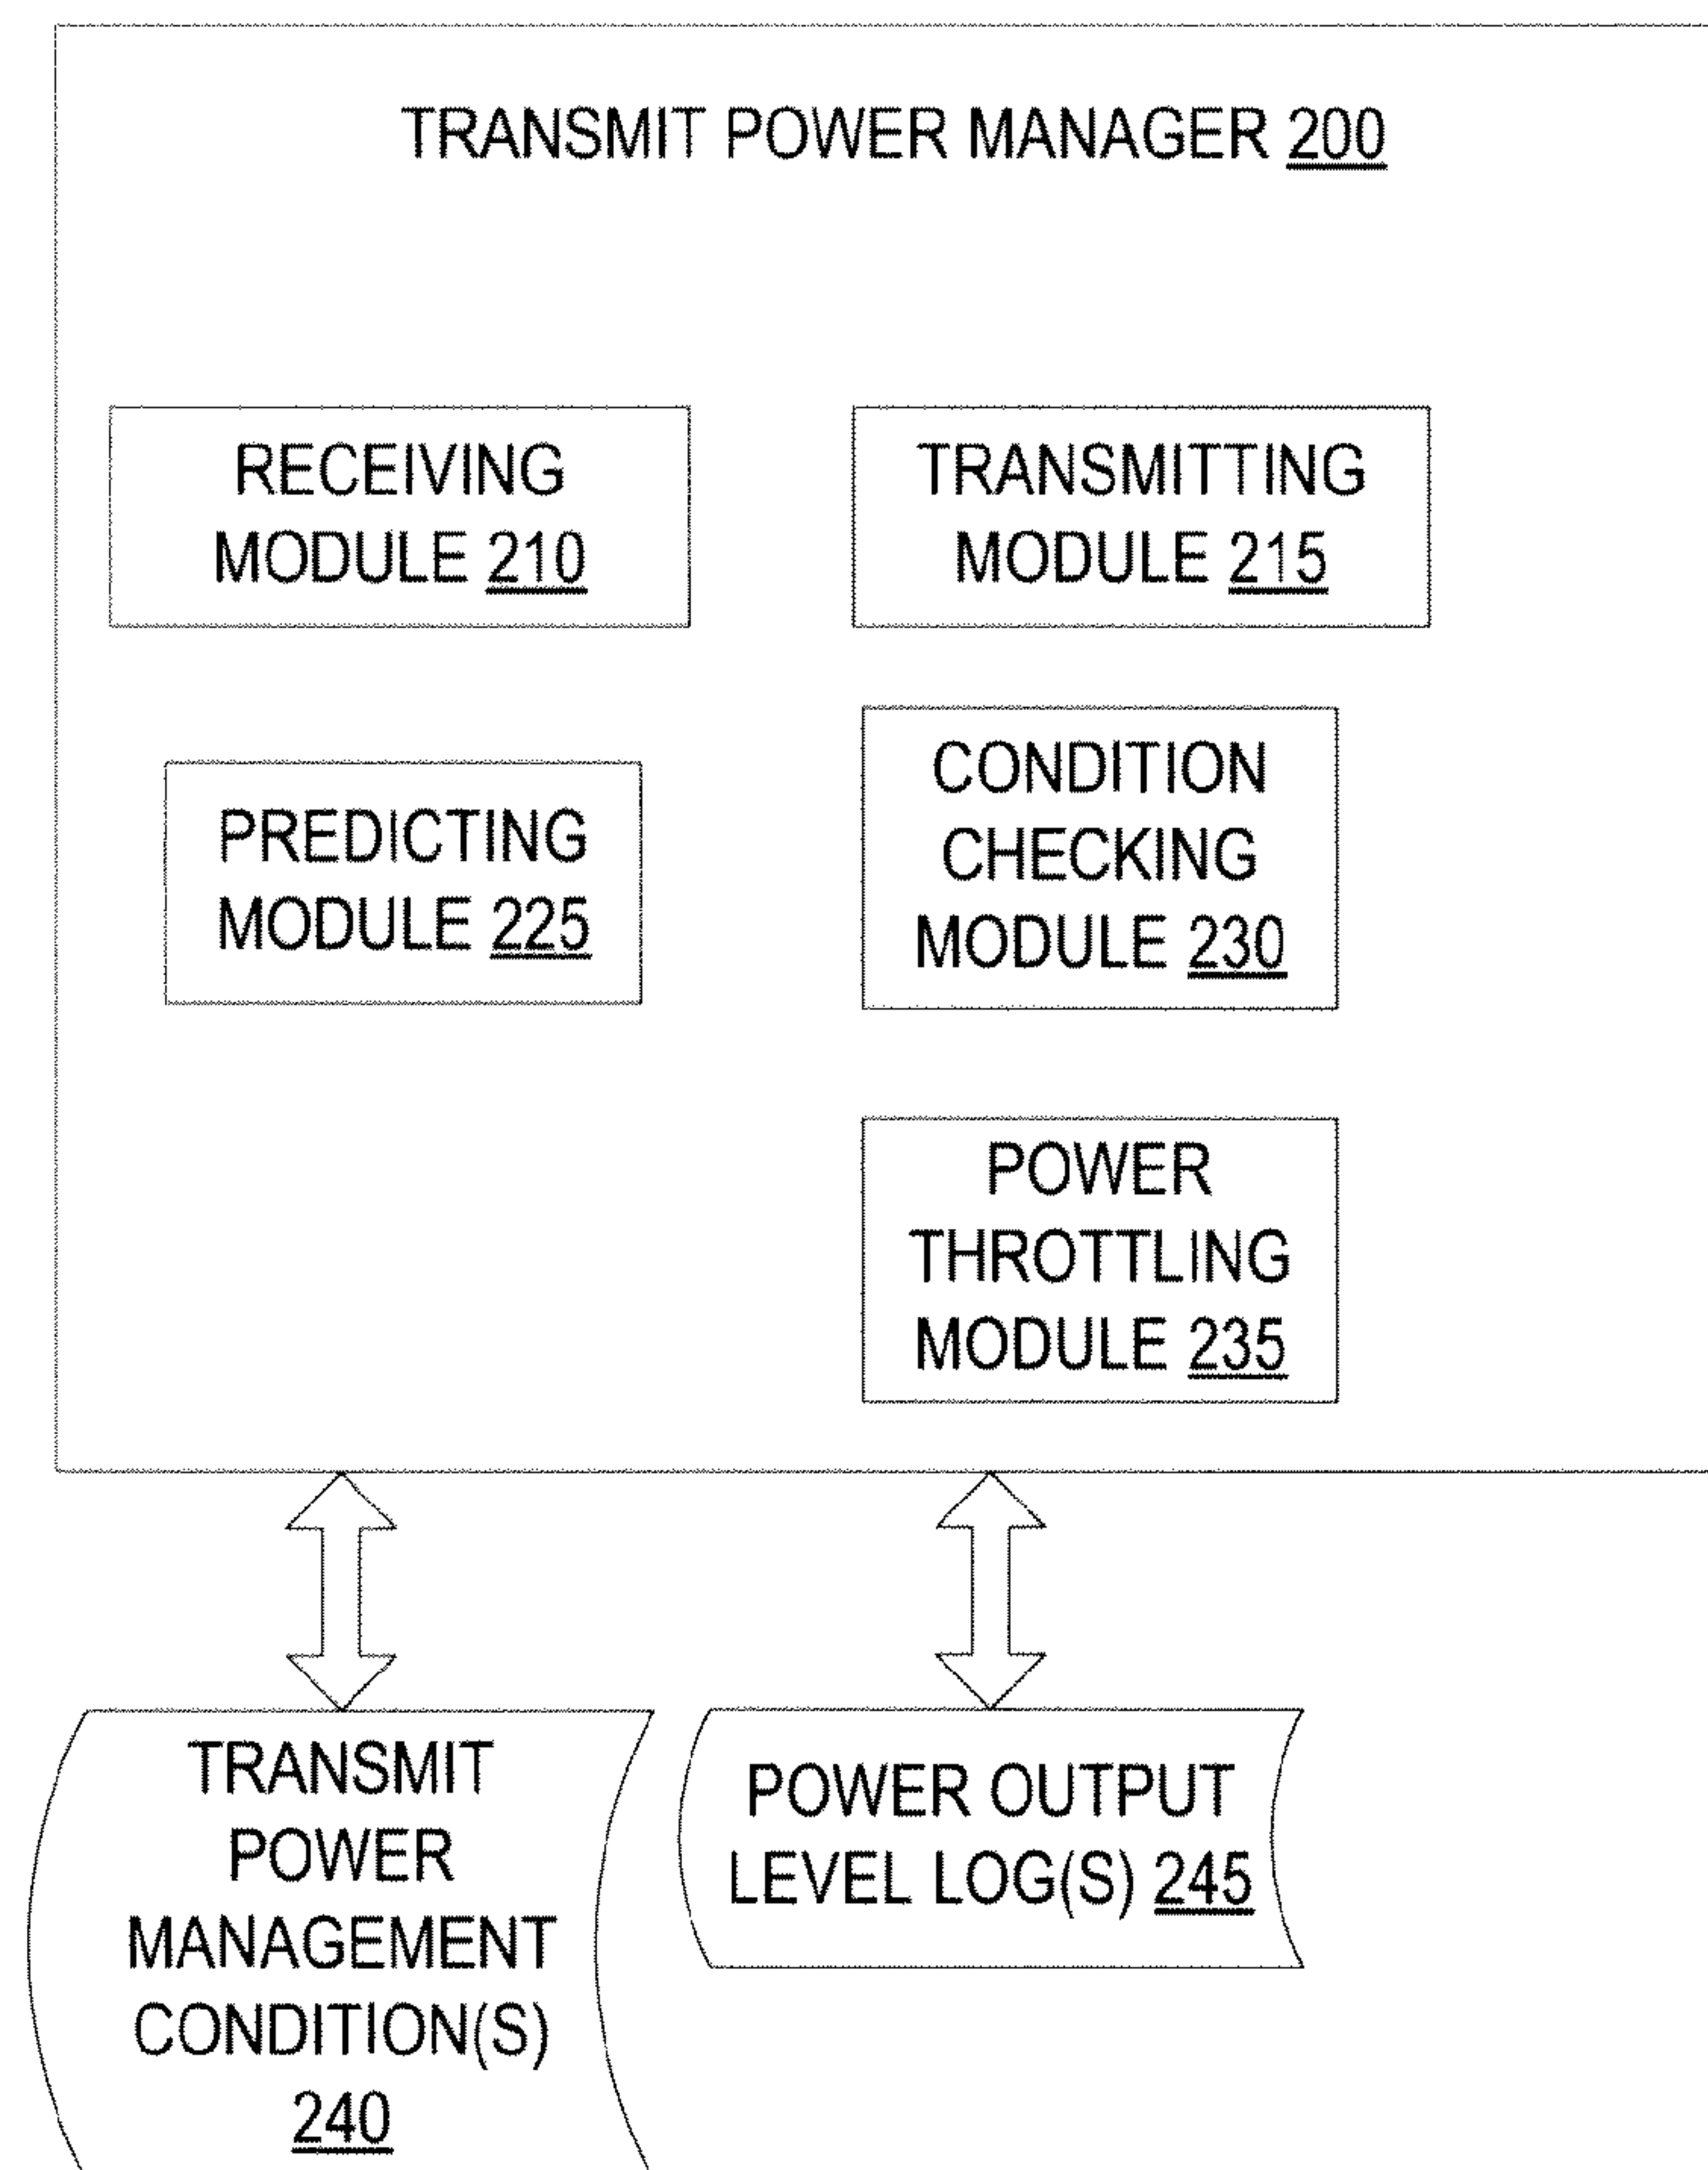 TRANSMIT POWER MANAGER 200
RECEIVING
MODULE 210
TRANSMITTING
MODULE 215
PREDICTING
MODULE 225
CONDITION
CHECKING
MODULE 230
POWER
THROTTLING
MODULE 235
TRANSMIT
POWER
MANAGEMENT
CONDITION(S)
240
POWER OUTPUT
LEVEL LOG(S) 245